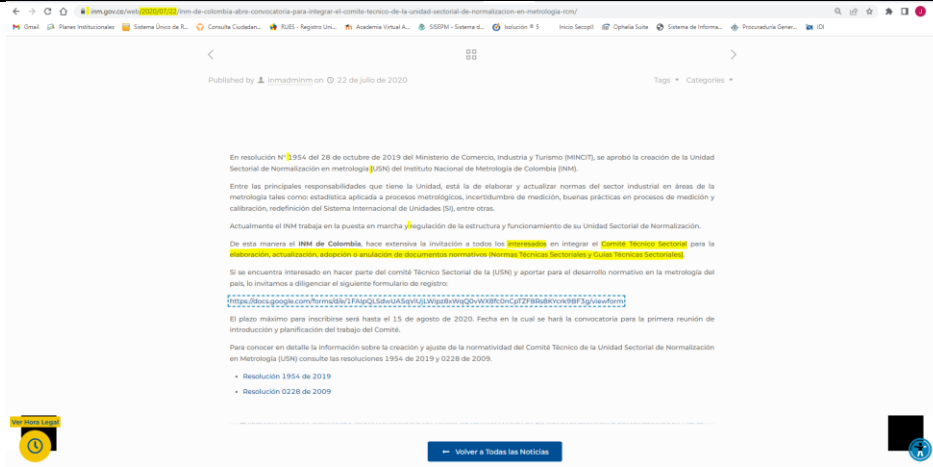 inm.gov.co/web/2020/07/22/inm-de-colombia-abre-convocatoria-para-integrar-el-comite-tecnico-de-la-unidad-sectorial-de-normalizacion-en-metrologia-rcm/
Gmail Planes Institucionales Sistema Único de R... Consulta Ciudadan... RUES - Registro Uni... Academia Virtual A... SISEPM - Sistema d... Isolución ® 5 Inicio Secopii Ophelia Suite Sistema de Informa... Procuraduría Gener... IDI
Published by inmadminm on 22 de julio de 2020 Tags Categories
En resolución N° 1954 del 28 de octubre de 2019 del Ministerio de Comercio, Industria y Turismo (MINCIT), se aprobó la creación de la Unidad
Sectorial de Normalización en metrología (USN) del Instituto Nacional de Metrología de Colombia (INM).
Entre las principales responsabilidades que tiene la Unidad, está la de elaborar y actualizar normas del sector industrial en áreas de la
metrología tales como: estadística aplicada a procesos metrológicos, incertidumbre de medición, buenas prácticas en procesos de medición y
calibración, redefinición del Sistema Internacional de Unidades (SI), entre otras.
Actualmente el INM trabaja en la puesta en marcha y regulación de la estructura y funcionamiento de su Unidad Sectorial de Normalización.
De esta manera el INM de Colombia, hace extensiva la invitación a todos los interesados en integrar el Comité Técnico Sectorial para la
elaboración, actualización, adopción o anulación de documentos normativos (Normas Técnicas Sectoriales y Guías Técnicas Sectoriales).
Si se encuentra interesado en hacer parte del comité Técnico Sectorial de la (USN) y aportar para el desarrollo normativo en la metrología del
país, lo invitamos a diligenciar el siguiente formulario de registro:
El plazo máximo para inscribirse será hasta el 15 de agosto de 2020. Fecha en la cual se hará la convocatoria para la primera reunión de
introducción y planificación del trabajo del Comité.
Para conocer en detalle la información sobre la creación y ajuste de la normatividad del Comité Técnico de la Unidad Sectorial de Normalización
en Metrología (USN) consulte las resoluciones 1954 de 2019 y 0228 de 2009.
Resolución 1954 de 2019
Resolución 0228 de 2009
Ver Hora Legal
Volver a Todas las Noticias